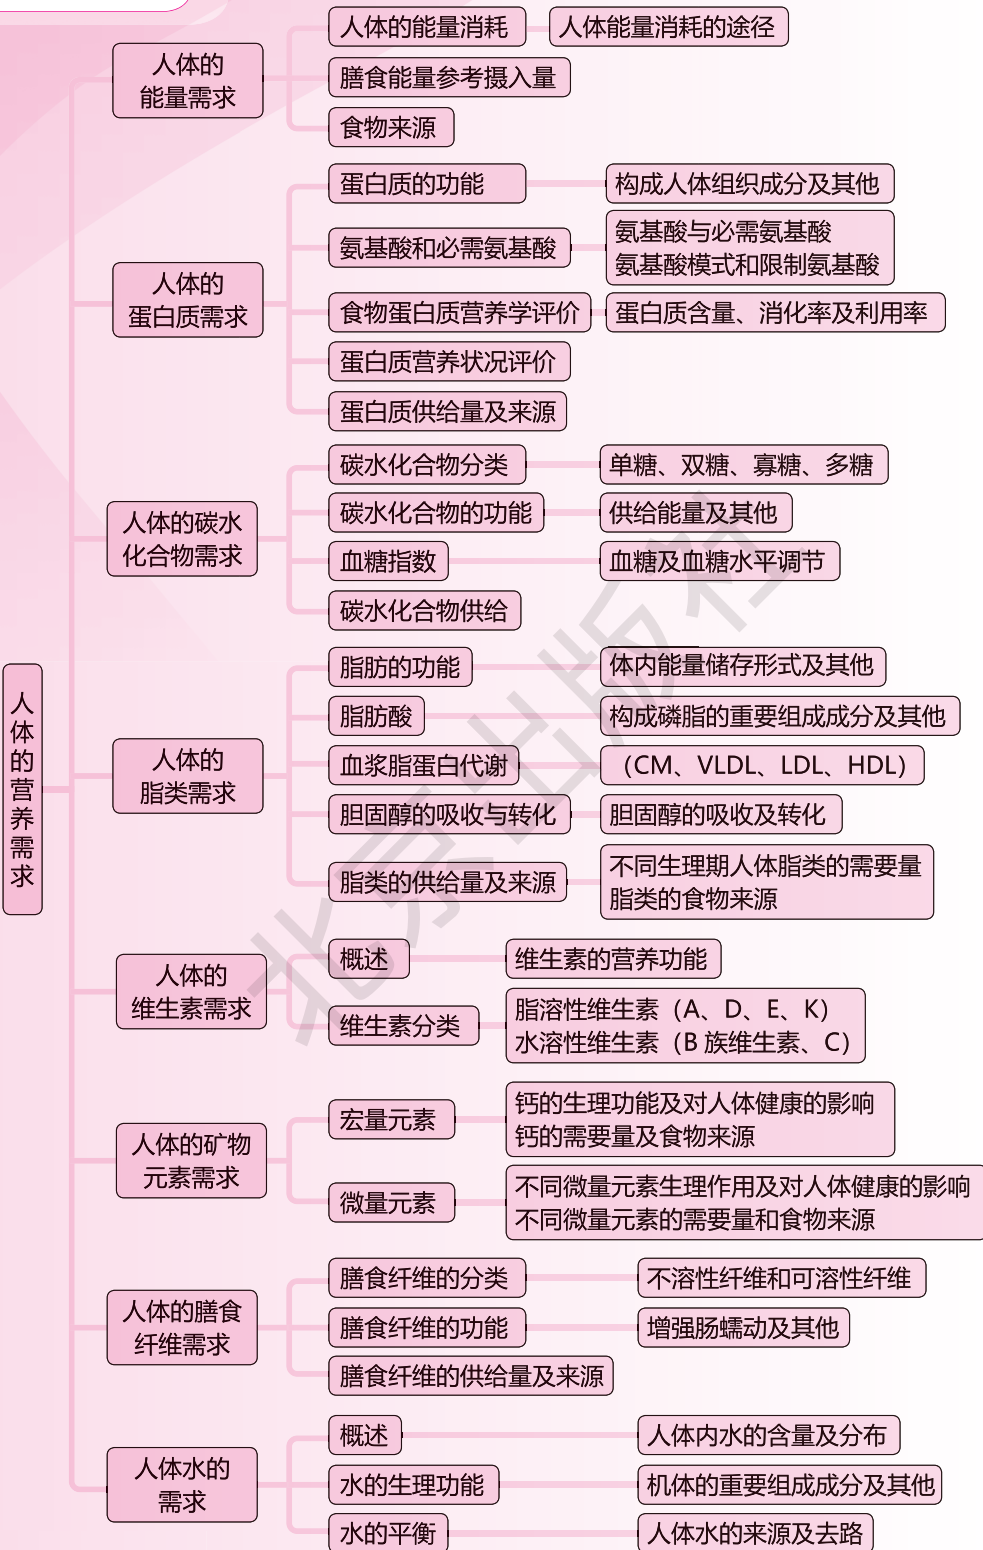 人体的营养需求
人体的
能量需求
人体的能量消耗
人体能量消耗的途径
膳食能量参考摄入量
食物来源
人体的
蛋白质需求
蛋白质的功能
构成人体组织成分及其他
氨基酸和必需氨基酸
氨基酸与必需氨基酸
氨基酸模式和限制氨基酸
食物蛋白质营养学评价
蛋白质含量、消化率及利用率
蛋白质营养状况评价
蛋白质供给量及来源
人体的碳水
化合物需求
碳水化合物分类
单糖、双糖、寡糖、多糖
碳水化合物的功能
供给能量及其他
血糖指数
血糖及血糖水平调节
碳水化合物供给
人体的
脂类需求
脂肪的功能
体内能量储存形式及其他
脂肪酸
构成磷脂的重要组成成分及其他
血浆脂蛋白代谢
（CM、VLDL、LDL、HDL）
胆固醇的吸收与转化
胆固醇的吸收及转化
脂类的供给量及来源
不同生理期人体脂类的需要量
脂类的食物来源
人体的
维生素需求
概述
维生素的营养功能
维生素分类
脂溶性维生素（A、D、E、K）
水溶性维生素（B 族维生素、C）
人体的矿物
元素需求
宏量元素
钙的生理功能及对人体健康的影响
钙的需要量及食物来源
微量元素
不同微量元素生理作用及对人体健康的影响
不同微量元素的需要量和食物来源
人体的膳食
纤维需求
膳食纤维的分类
不溶性纤维和可溶性纤维
膳食纤维的功能
增强肠蠕动及其他
膳食纤维的供给量及来源
人体水的
需求
概述
人体内水的含量及分布
水的生理功能
机体的重要组成成分及其他
水的平衡
人体水的来源及去路
北京出版社